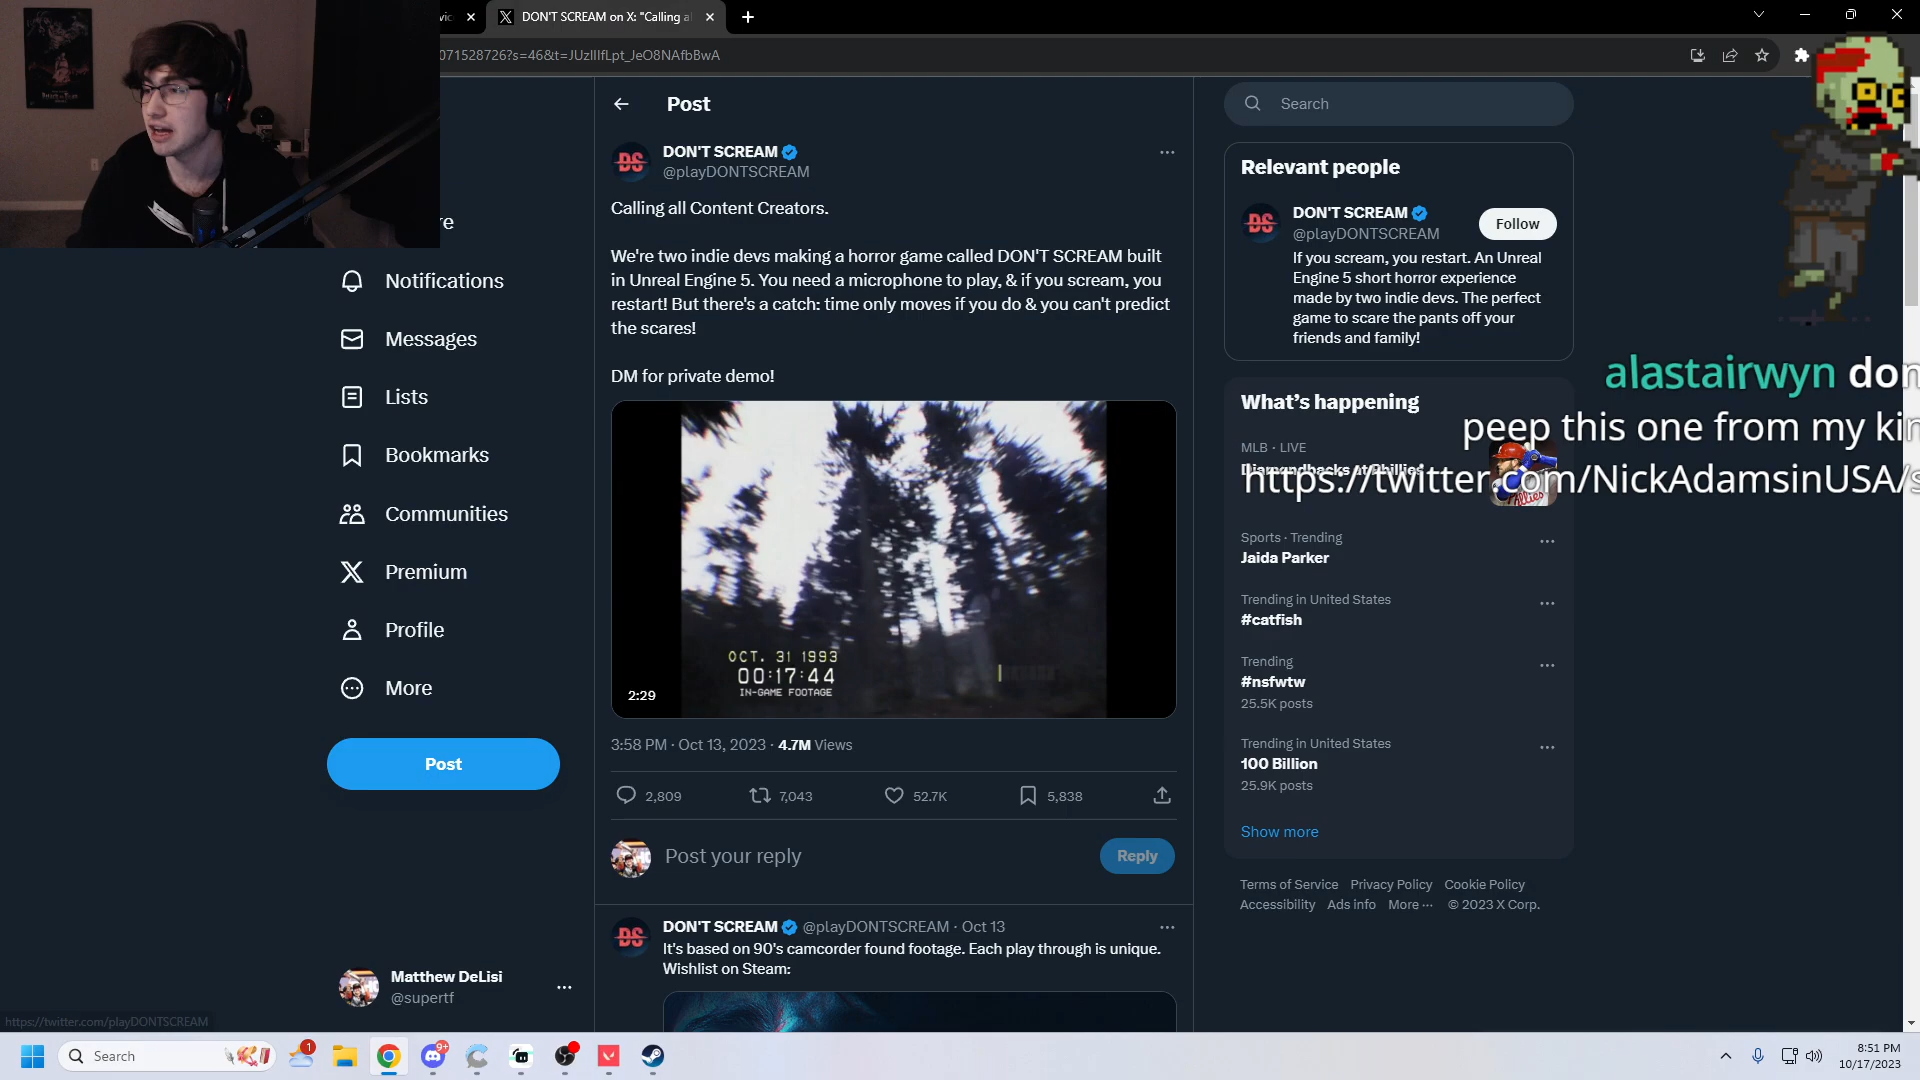 DON'T SCREAM on X: "Calling al
071528726?s=46&t=JUzIIIfLpt_JeO8NAfbBwA
Post
Search
DON'T SCREAM
@playDONTSCREAM
Calling all Content Creators.
We're two indie devs making a horror game called DON'T SCREAM built
in Unreal Engine 5. You need a microphone to play, & if you scream, you
restart! But there's a catch: time only moves if you do & you can't predict
the scares!
DM for private demo!
OCT. 31 1993
00:17:44
IN-GAME FOOTAGE
2:29
3:58 PM · Oct 13, 2023 · 4.7M Views
2,809
7,043
52.7K
5,838
Post your reply
Reply
DON'T SCREAM @playDONTSCREAM · Oct 13
It's based on 90's camcorder found footage. Each play through is unique.
Wishlist on Steam:
re
Notifications
Messages
Lists
Bookmarks
Communities
Premium
Profile
More
Post
Matthew DeLisi
@supertf
Relevant people
DON'T SCREAM
@playDONTSCREAM
Follow
If you scream, you restart. An Unreal
Engine 5 short horror experience
made by two indie devs. The perfect
game to scare the pants off your
friends and family!
alastairwyn don
peep this one from my kin
https://twitter.com/NickAdamsinUSA/s
What's happening
MLB · LIVE
Diamondbacks at Phillies
Sports · Trending
Jaida Parker
Trending in United States
#catfish
Trending
#nsfwtw
25.5K posts
Trending in United States
100 Billion
25.9K posts
Show more
Terms of Service Privacy Policy Cookie Policy
Accessibility Ads info More ··· © 2023 X Corp.
https://twitter.com/playDONTSCREAM
Search
1
9+
8:51 PM
10/17/2023